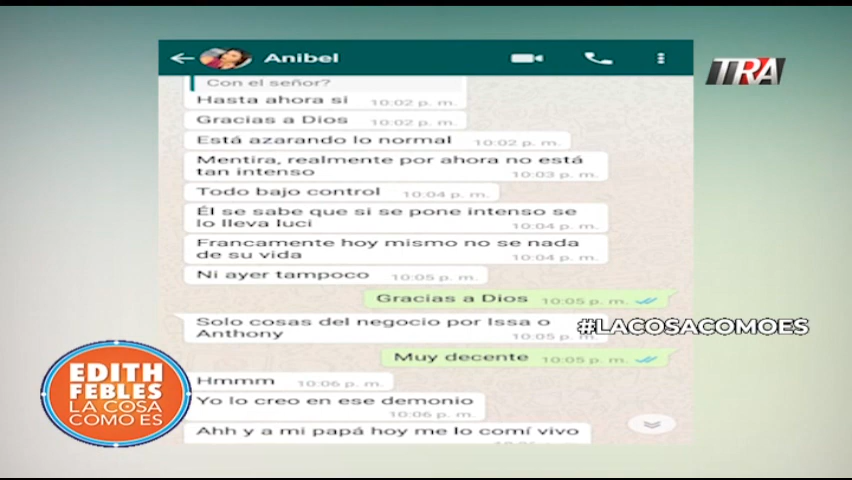 Anibel
TRA
Con el señor?
Hasta ahora si 10:02 p. m.
Gracias a Dios 10:02 p. m.
Está azarando lo normal 10:02 p. m.
Mentira, realmente por ahora no está
tan intenso 10:03 p. m.
Todo bajo control 10:04 p. m.
Él se sabe que si se pone intenso se
lo lleva luci 10:04 p. m.
Francamente hoy mismo no se nada
de su vida 10:04 p. m.
Ni ayer tampoco 10:05 p. m.
Gracias a Dios 10:05 p. m.
Solo cosas del negocio por Issa o
Anthony 10:05 p. m.
#LACOSACOMOES
Muy decente 10:05 p. m.
Hmmm 10:06 p. m.
Yo lo creo en ese demonio
10:06 p. m.
Ahh y a mi papá hoy me lo comí vivo
EDITH
FEBLES
LA COSA
COMO ES